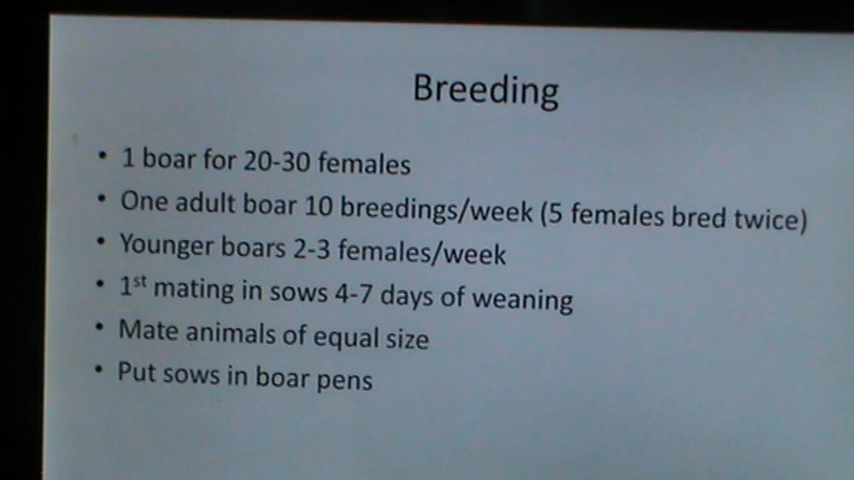 Breeding
• 1 boar for 20-30 females
• One adult boar 10 breedings/week (5 females bred twice)
• Younger boars 2-3 females/week
• 1st mating in sows 4-7 days of weaning
• Mate animals of equal size
• Put sows in boar pens